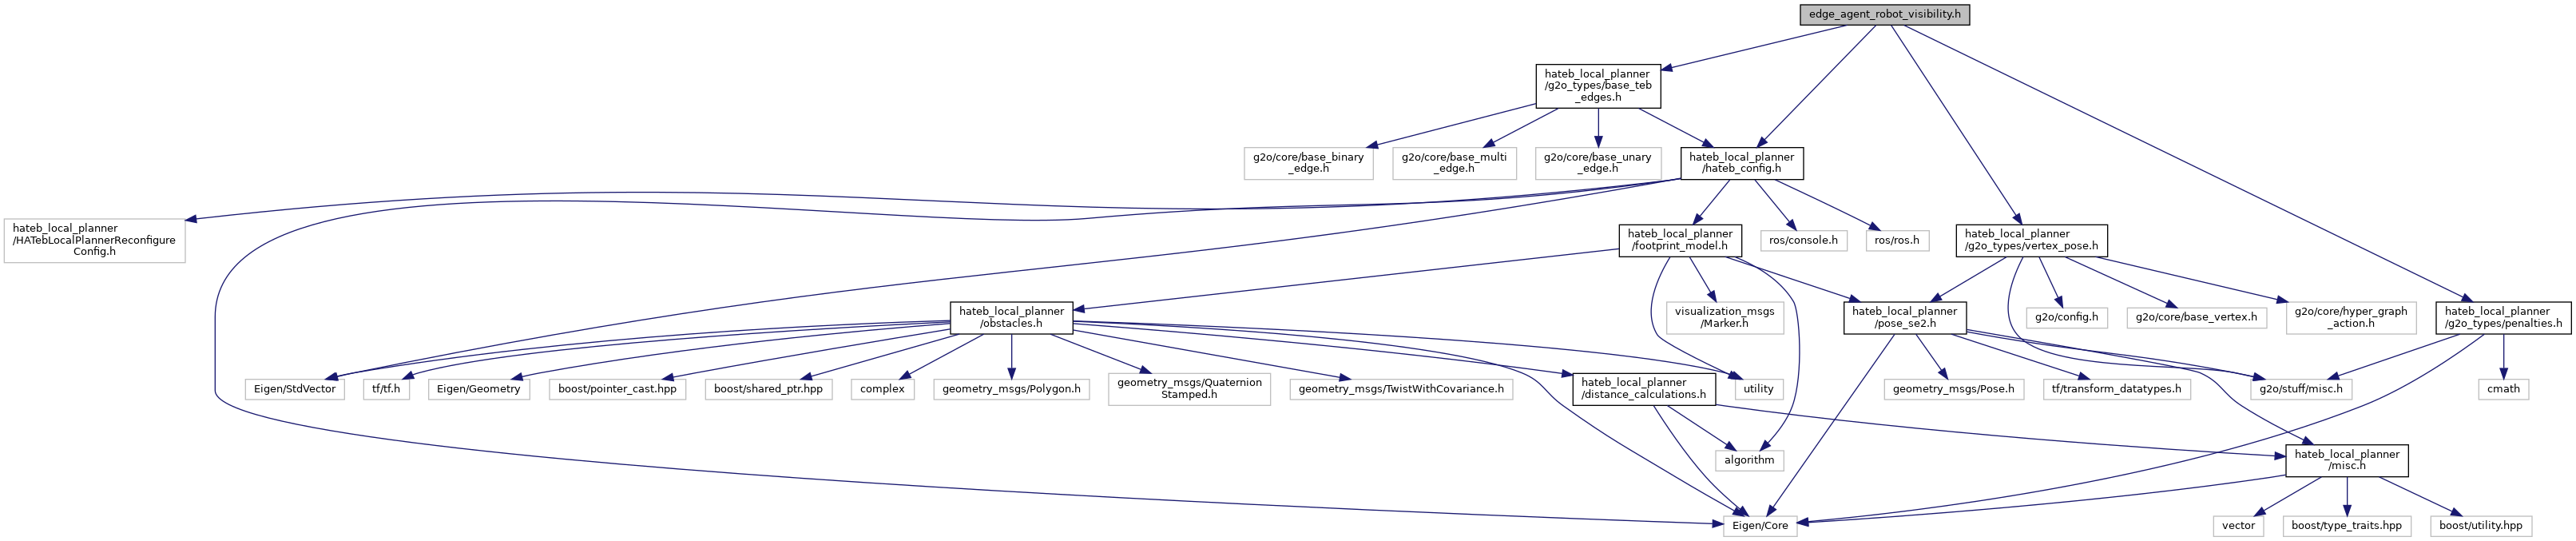 edge_agent_robot_visibility.h
hateb_local_planner
/g2o_types/base_teb
_edges.h
g2o/core/base_binary
_edge.h
g2o/core/base_multi
_edge.h
g2o/core/base_unary
_edge.h
hateb_local_planner
/hateb_config.h
hateb_local_planner
/HATebLocalPlannerReconfigure
Config.h
hateb_local_planner
/footprint_model.h
ros/console.h
ros/ros.h
hateb_local_planner
/g2o_types/vertex_pose.h
hateb_local_planner
/obstacles.h
visualization_msgs
/Marker.h
hateb_local_planner
/pose_se2.h
g2o/config.h
g2o/core/base_vertex.h
g2o/core/hyper_graph
_action.h
hateb_local_planner
/g2o_types/penalties.h
Eigen/StdVector
tf/tf.h
Eigen/Geometry
boost/pointer_cast.hpp
boost/shared_ptr.hpp
complex
geometry_msgs/Polygon.h
geometry_msgs/Quaternion
Stamped.h
geometry_msgs/TwistWithCovariance.h
hateb_local_planner
/distance_calculations.h
utility
geometry_msgs/Pose.h
tf/transform_datatypes.h
g2o/stuff/misc.h
cmath
algorithm
hateb_local_planner
/misc.h
Eigen/Core
vector
boost/type_traits.hpp
boost/utility.hpp